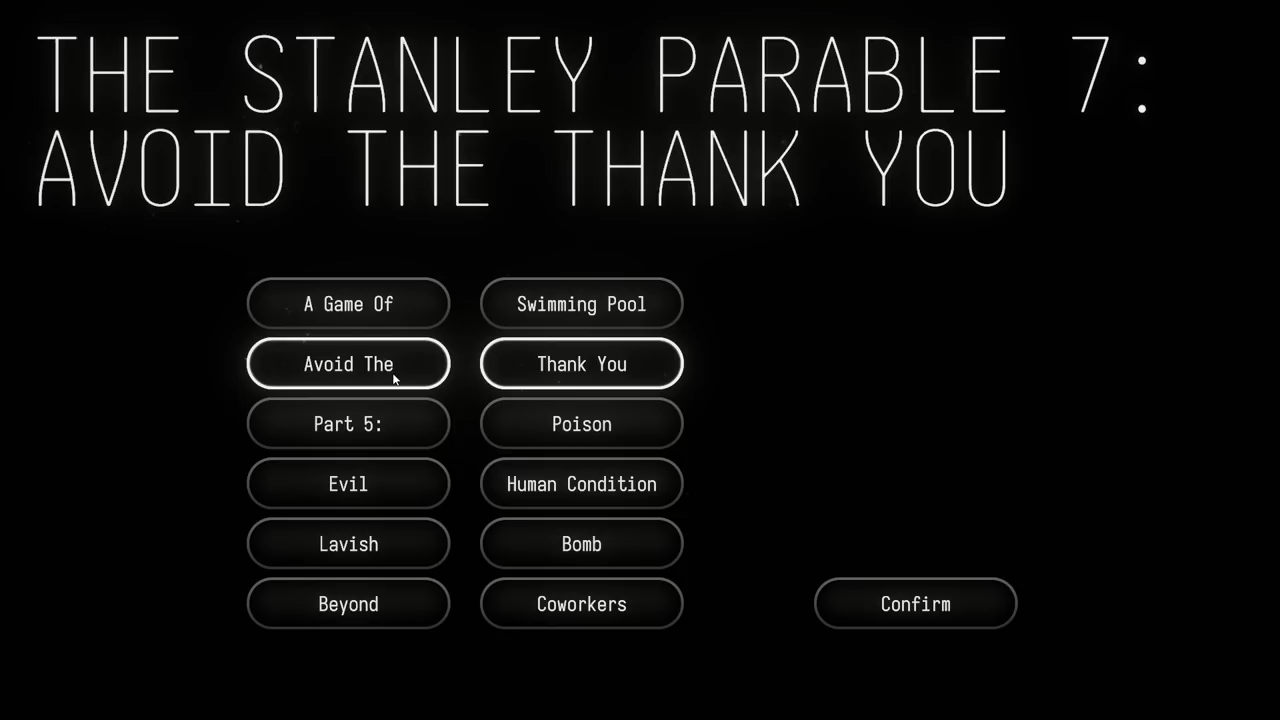 THE STANLEY PARABLE 7:
AVOID THE THANK YOU
A Game Of
Swimming Pool
Avoid The
Thank You
Part 5:
Poison
Evil
Human Condition
Lavish
Bomb
Beyond
Coworkers
Confirm